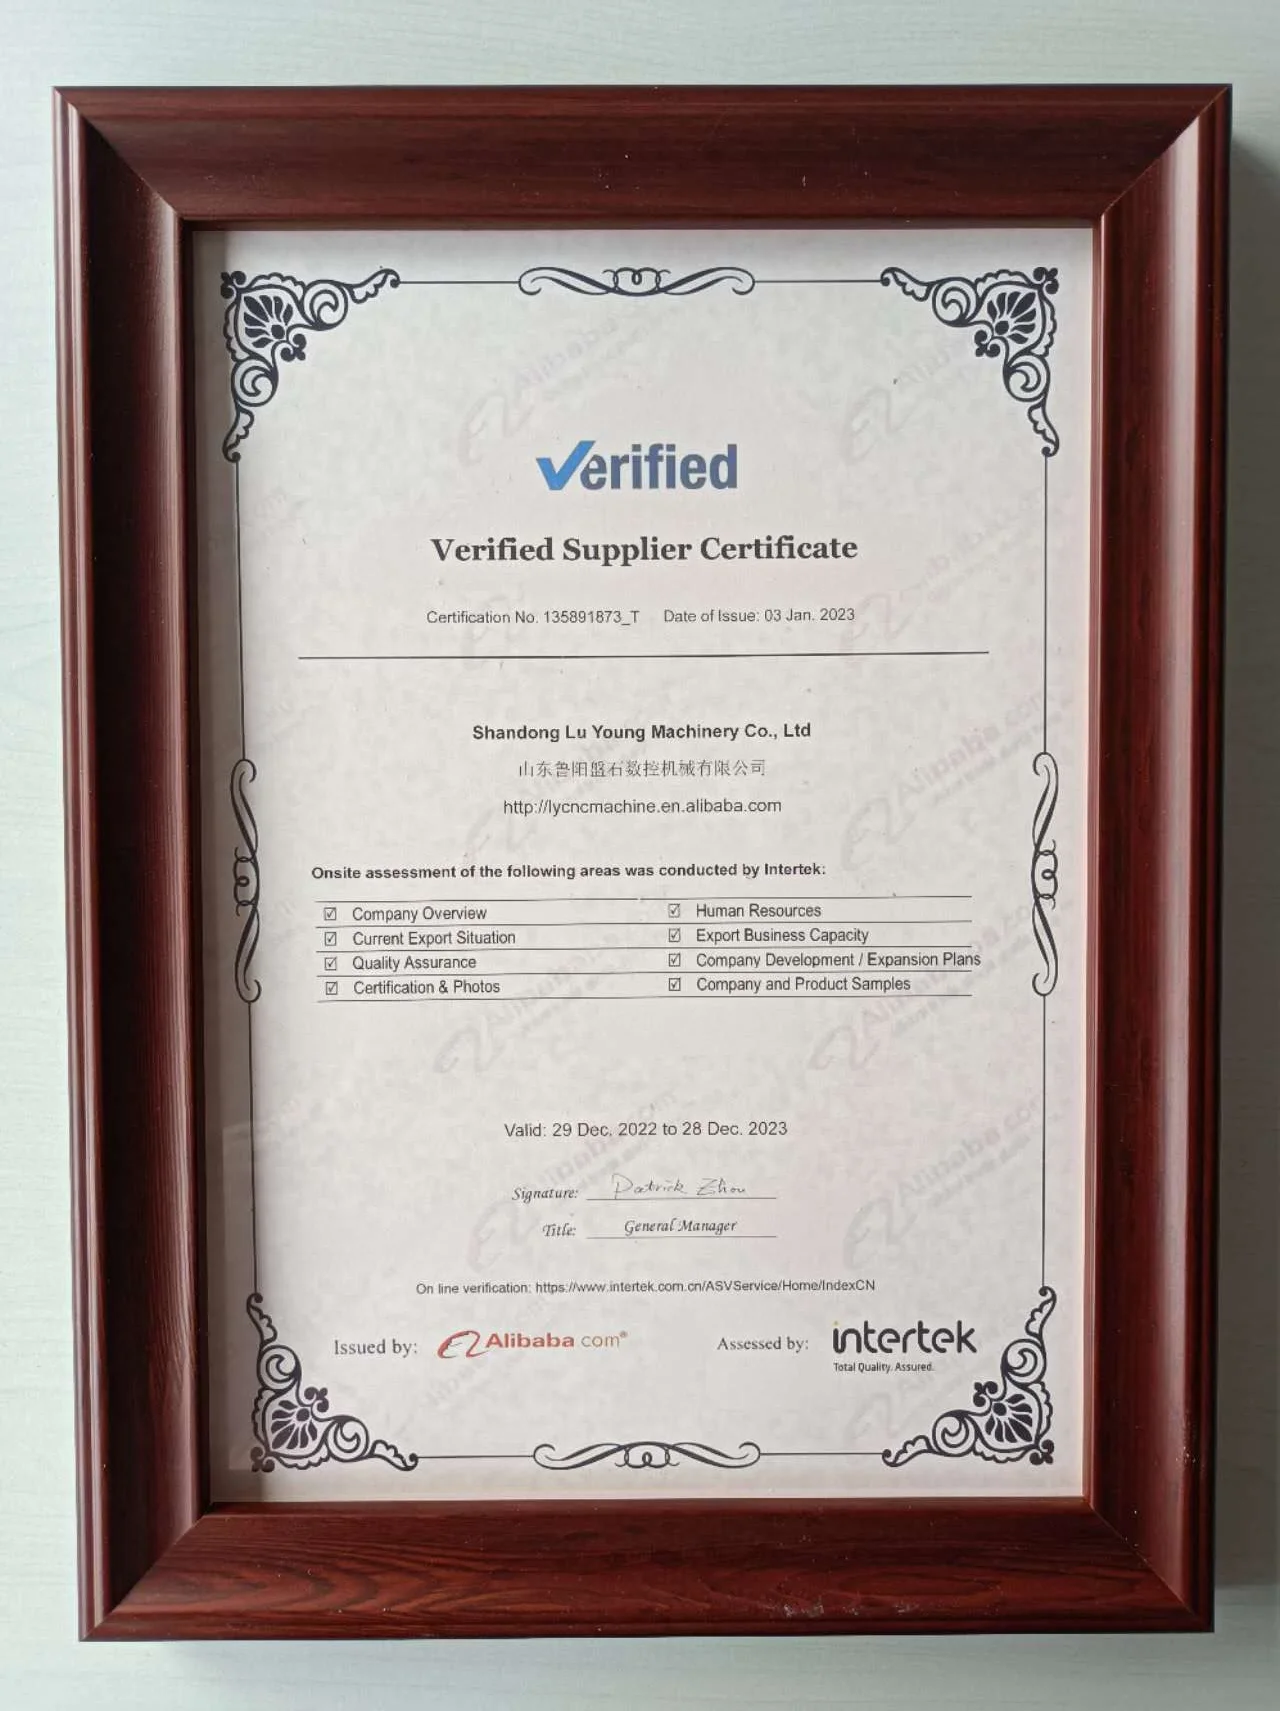 Verified
Verified Supplier Certificate
Certification No. 135891873_T Date of Issue: 03 Jan. 2023
Shandong Lu Young Machinery Co., Ltd
山东鲁阳盤石数控机械有限公司
http://lycncmachine.en.alibaba.com
Onsite assessment of the following areas was conducted by Intertek:
☑ Company Overview ☑ Human Resources
☑ Current Export Situation ☑ Export Business Capacity
☑ Quality Assurance ☑ Company Development / Expansion Plans
☑ Certification & Photos ☑ Company and Product Samples
Valid: 29 Dec. 2022 to 28 Dec. 2023
Signature: Patrick Zhou
Title: General Manager
On line verification: https://www.intertek.com.cn/ASVService/Home/IndexCN
Issued by: Alibaba.com® Assessed by: intertek
Total Quality. Assured.